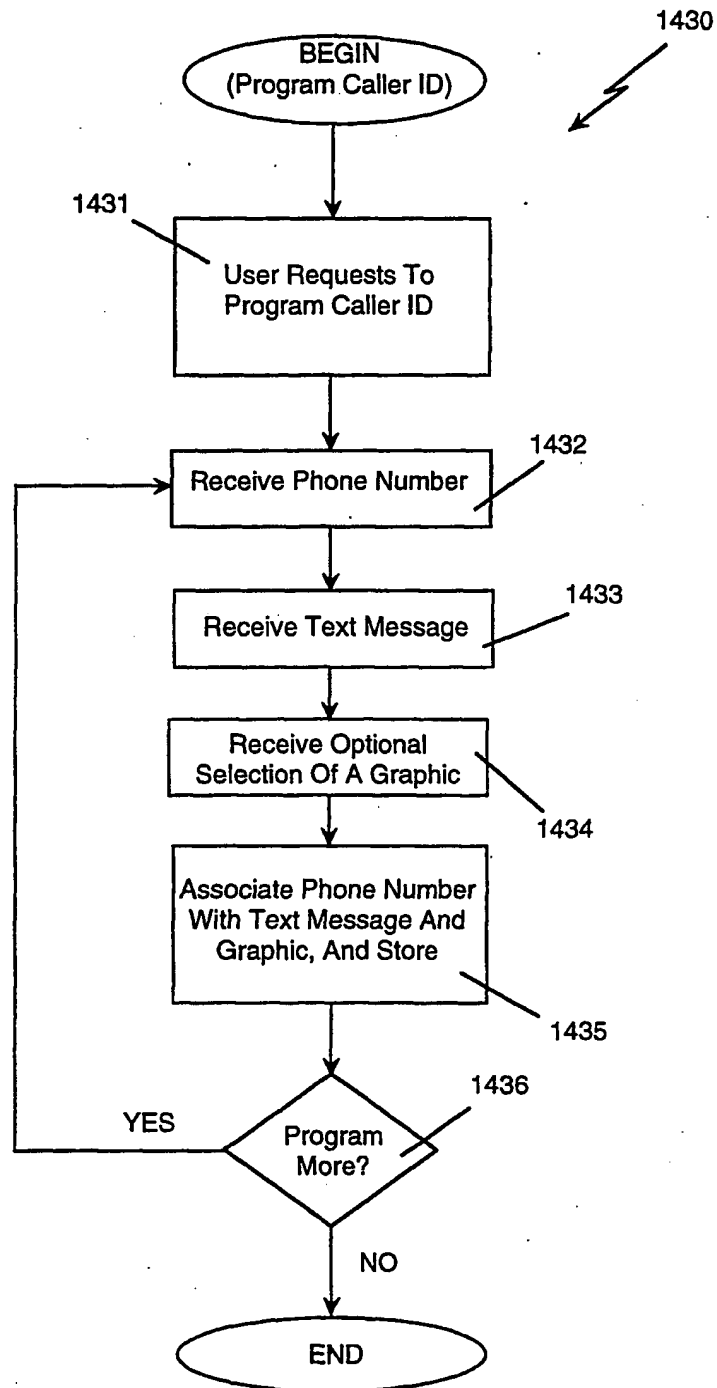 1430
BEGIN
(Program Caller ID)
1431
User Requests To
Program Caller ID
1432
Receive Phone Number
1433
Receive Text Message
Receive Optional
Selection Of A Graphic
1434
Associate Phone Number
With Text Message And
Graphic, And Store
1435
1436
YES
Program
More?
NO
END